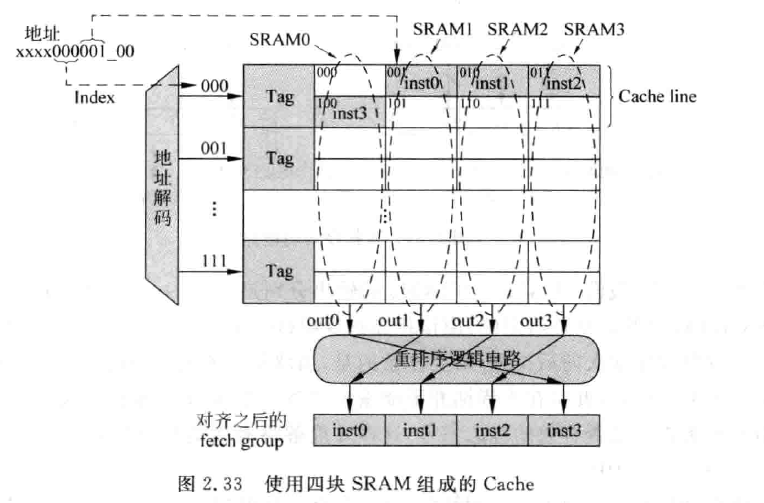 地址
xxxx000001_00
Index
SRAM0
SRAM1
SRAM2
SRAM3
000
Tag
000
001
010
011
inst0
inst1
inst2
100
101
110
111
inst3
Cache line
001
Tag
地址解码
...
...
111
Tag
out0
out1
out2
out3
重排序逻辑电路
对齐之后的
fetch group
inst0
inst1
inst2
inst3
图 2.33 使用四块 SRAM 组成的 Cache